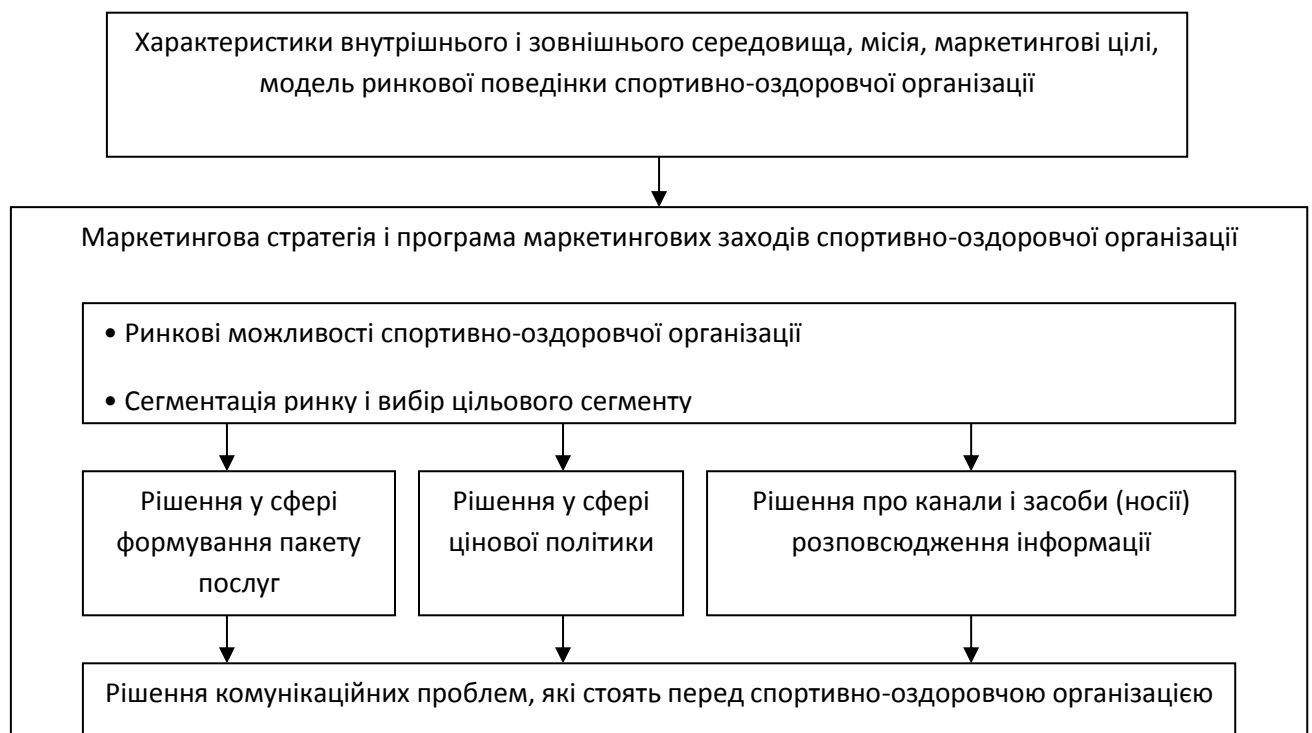 Характеристики внутрішнього і зовнішнього середовища, місія, маркетингові цілі,
модель ринкової поведінки спортивно-оздоровчої організації
Маркетингова стратегія і програма маркетингових заходів спортивно-оздоровчої організації
• Ринкові можливості спортивно-оздоровчої організації
• Сегментація ринку і вибір цільового сегменту
Рішення у сфері
формування пакету
послуг
Рішення у сфері
цінової політики
Рішення про канали і засоби (носії)
розповсюдження інформації
Рішення комунікаційних проблем, які стоять перед спортивно-оздоровчою організацією